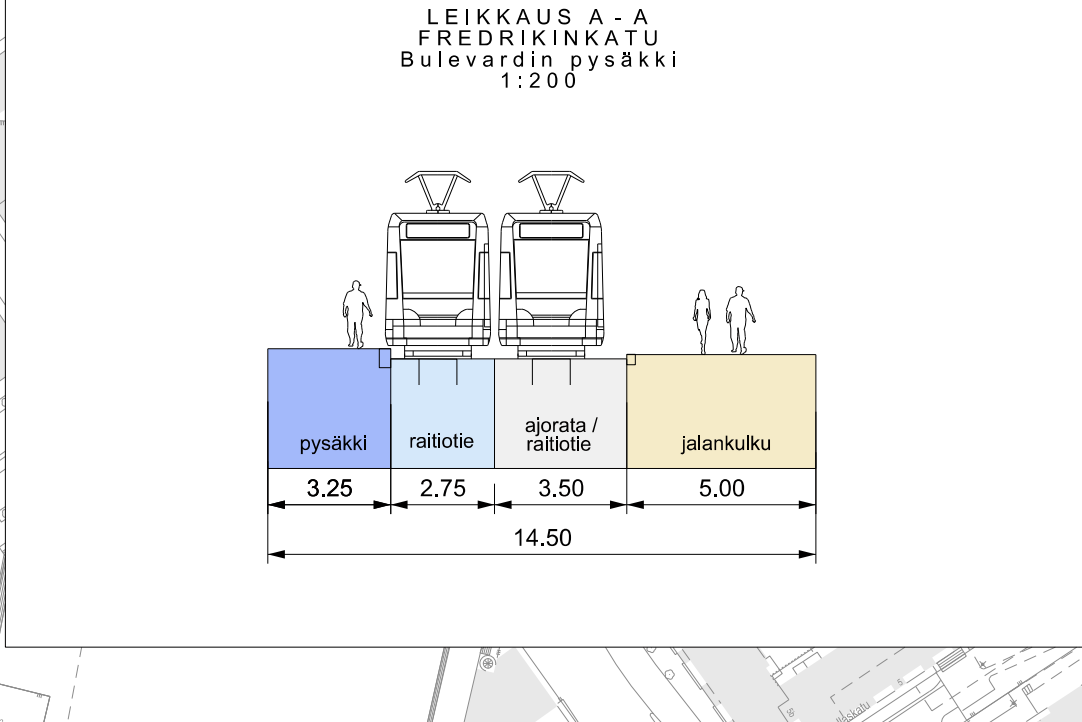 LEIKKAUS A - A
FREDRIKINKATU
Bulevardin pysäkki
1:200
pysäkki
raitiotie
ajorata /
raitiotie
jalankulku
3.25
2.75
3.50
5.00
14.50